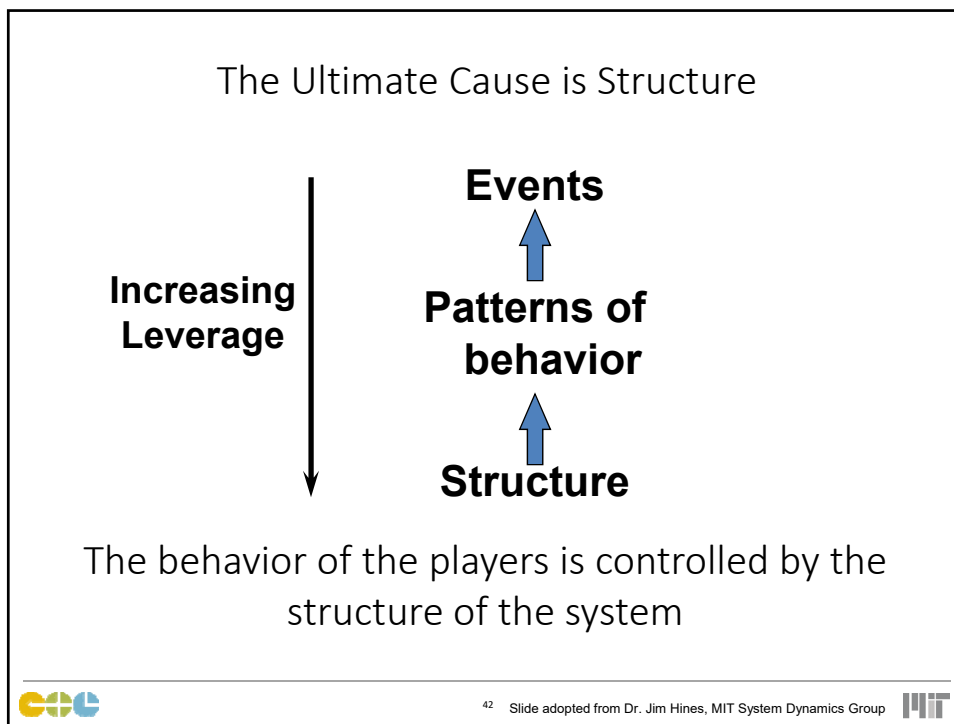 The Ultimate Cause is Structure
Events
Increasing
Leverage
Patterns of
behavior
Structure
The behavior of the players is controlled by the
structure of the system
42 Slide adopted from Dr. Jim Hines, MIT System Dynamics Group